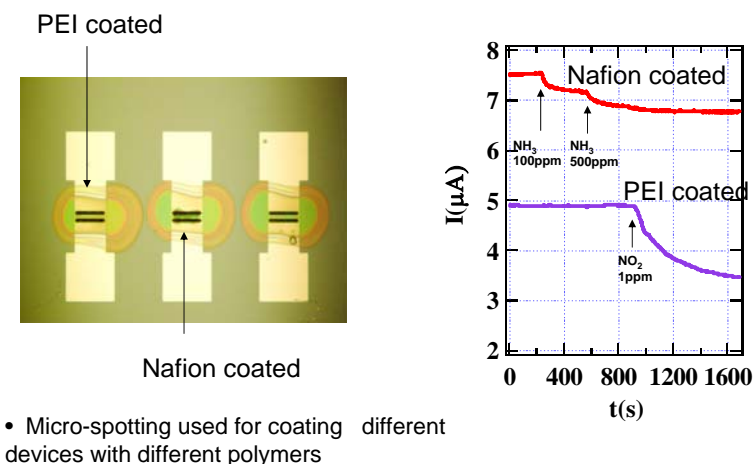 PEI coated
Nafion coated
• Micro-spotting used for coating different
devices with different polymers
8
7
6
5
4
3
2
I(μA)
Nafion coated
NH₃
100ppm
NH₃
500ppm
PEI coated
NO₂
1ppm
0 400 800 1200 1600
t(s)